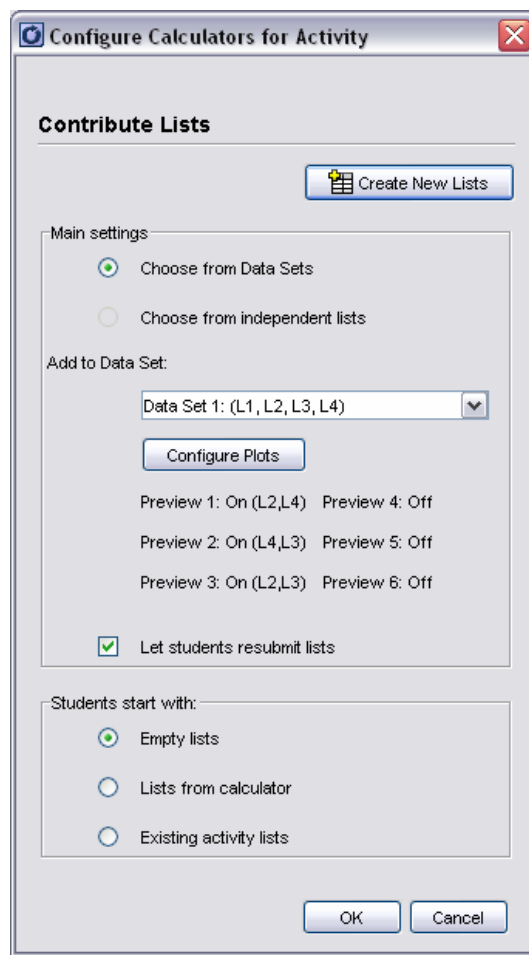 Configure Calculators for Activity
Contribute Lists
Create New Lists
Main settings
Choose from Data Sets
Choose from independent lists
Add to Data Set:
Data Set 1: (L1, L2, L3, L4)
Configure Plots
Preview 1: On (L2,L4) Preview 4: Off
Preview 2: On (L4,L3) Preview 5: Off
Preview 3: On (L2,L3) Preview 6: Off
Let students resubmit lists
Students start with:
Empty lists
Lists from calculator
Existing activity lists
OK Cancel